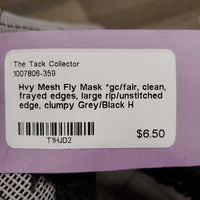 The Tack Collector
1007806-359
Hvy Mesh Fly Mask *gc/fair, clean,
frayed edges, large rip/unstitched
edge, clumpy Grey/Black H
T1HJD2
$6.50